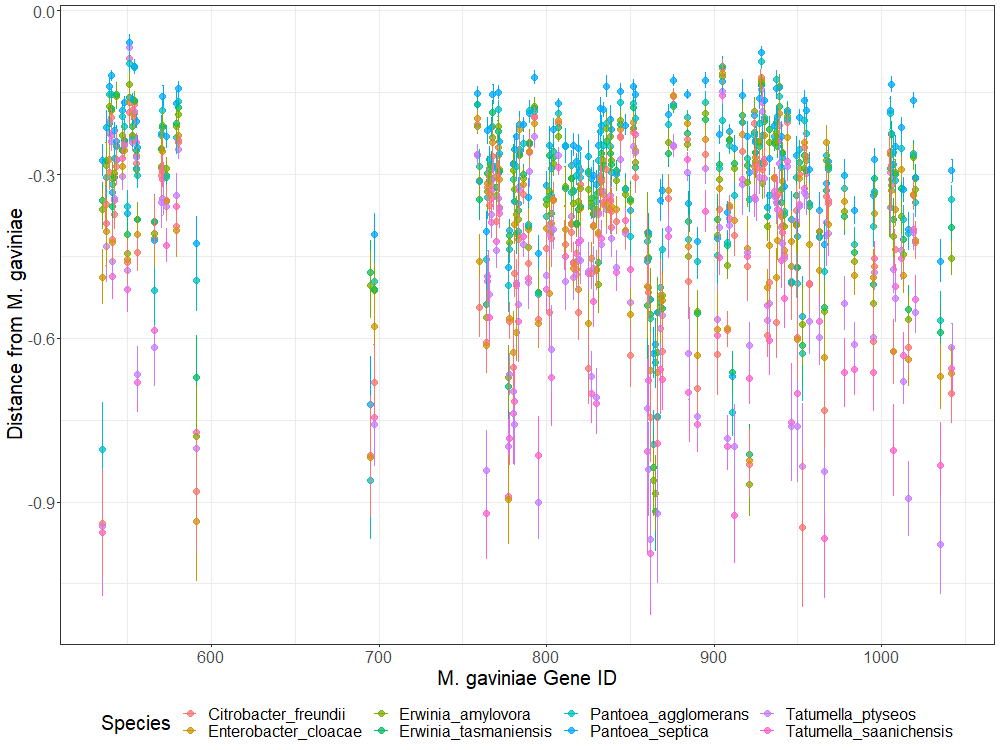 Distance from M. gaviniae
0.0
-0.3
-0.6
-0.9
600 700 800 900 1000
M. gaviniae Gene ID
Species
Citrobacter_freundii Erwinia_amylovora Pantoea_agglomerans Tatumella_ptyseos
Enterobacter_cloacae Erwinia_tasmaniensis Pantoea_septica Tatumella_saanichensis